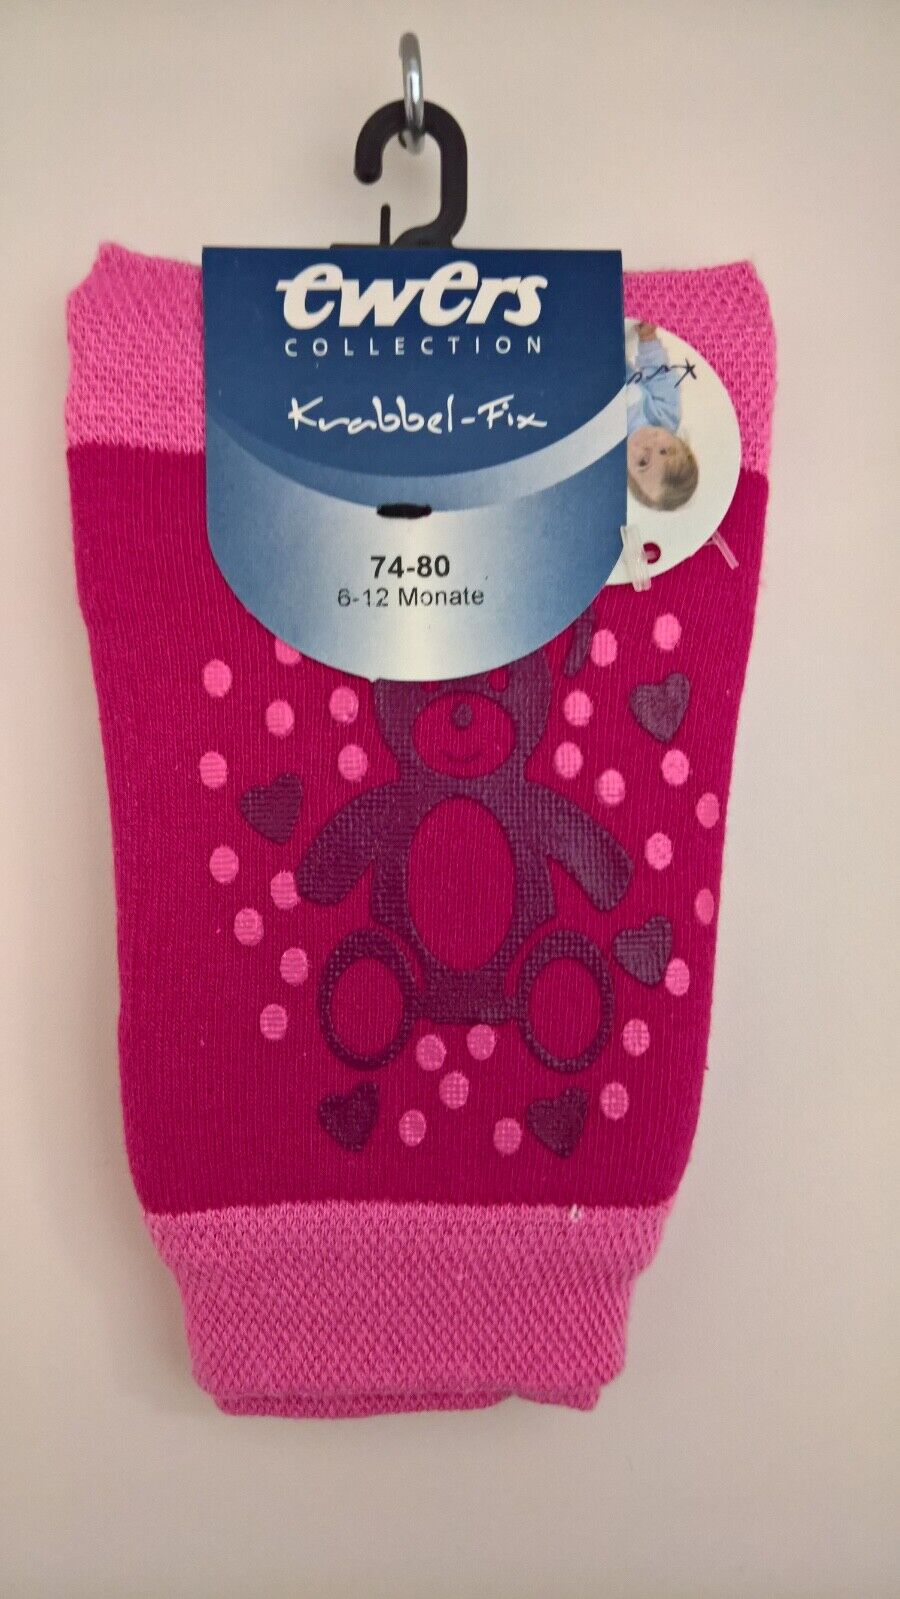 ewers
COLLECTION
Krabbel-Fix
74-80
6-12 Monate